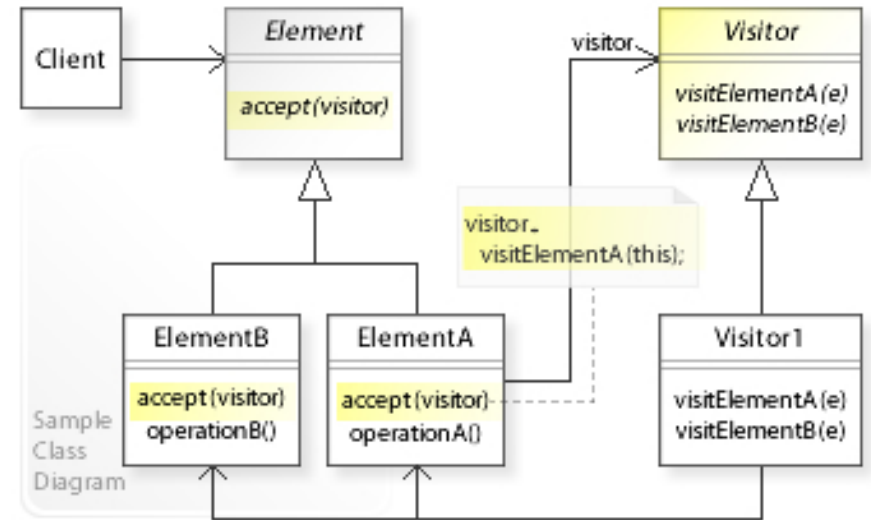 Client
Element
accept(visitor)
visitor
Visitor
visitElementA(e)
visitElementB(e)
visitor.
visitElementA(this);
ElementB
accept(visitor)
operationB()
ElementA
accept(visitor)
operationA()
Visitor1
visitElementA(e)
visitElementB(e)
Sample
Class
Diagram